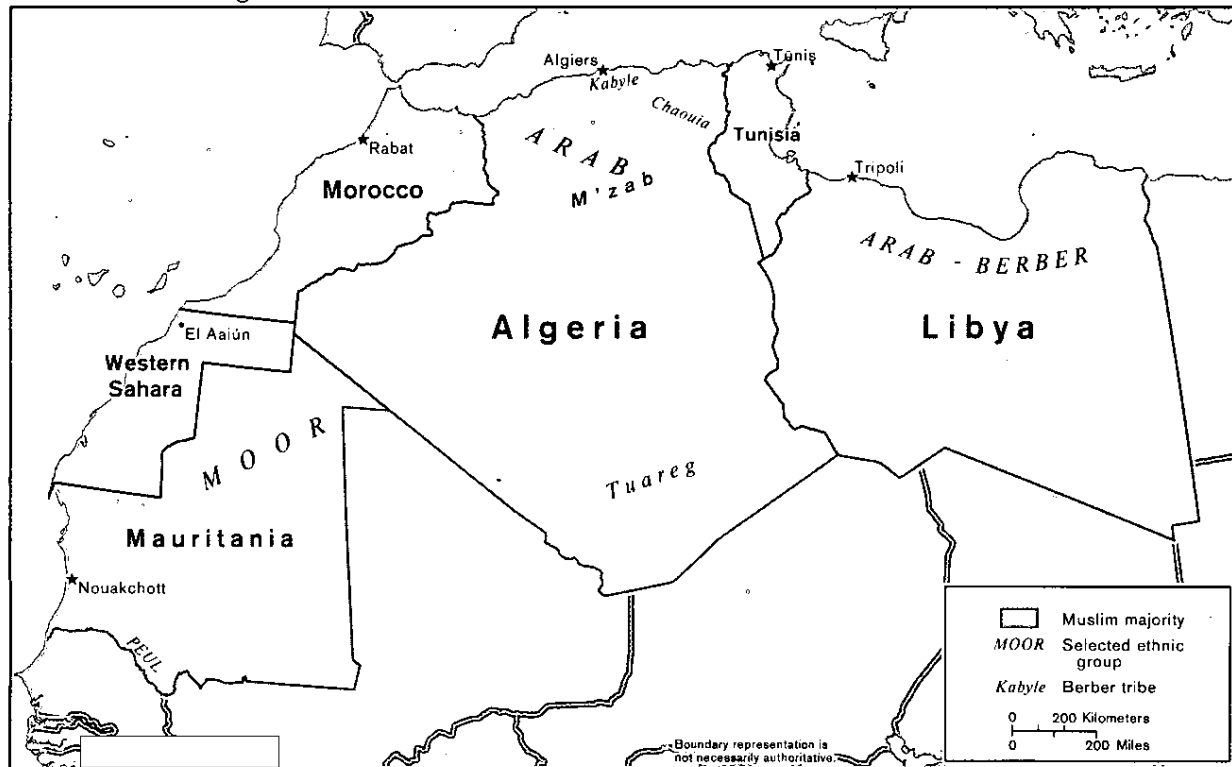 Algiers
Kabyle
Tūnis
Chaouia
Tunisia
ARAB
M'zab
Rabat
Morocco
Tripoli
ARAB - BERBER
Algeria
Libya
El Aaiún
Western
Sahara
MOOR
Tuareg
Mauritania
Nouakchott
PEUL
Muslim majority
MOOR Selected ethnic
group
Kabyle Berber tribe
0 200 Kilometers
0 200 Miles
Boundary representation is
not necessarily authoritative.